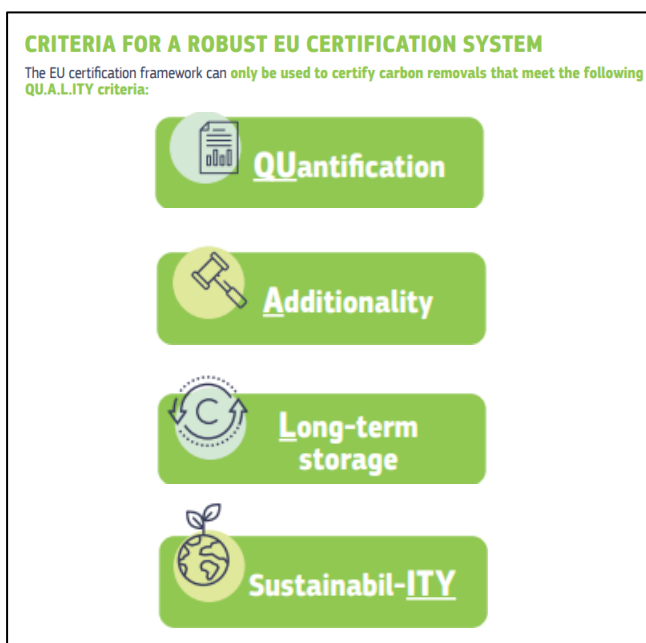 CRITERIA FOR A ROBUST EU CERTIFICATION SYSTEM
The EU certification framework can only be used to certify carbon removals that meet the following
QU.A.L.ITY criteria:
QUantification
Additionality
C
Long-term
storage
Sustainabil-ITY